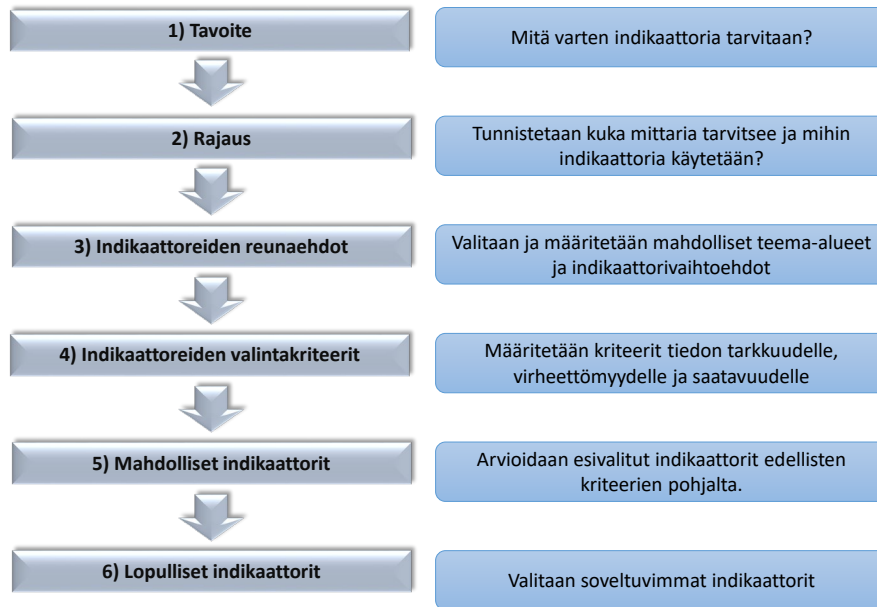 1) Tavoite
Mitä varten indikaattoria tarvitaan?
2) Rajaus
Tunnistetaan kuka mittaria tarvitsee ja mihin
indikaattoria käytetään?
3) Indikaattoreiden reunaehdot
Valitaan ja määritetään mahdolliset teema-alueet
ja indikaattorivaihtoehdot
4) Indikaattoreiden valintakriteerit
Määritetään kriteerit tiedon tarkkuudelle,
virheettömyydelle ja saatavuudelle
5) Mahdolliset indikaattorit
Arvioidaan esivalitut indikaattorit edellisten
kriteerien pohjalta.
6) Lopulliset indikaattorit
Valitaan soveltuvimmat indikaattorit